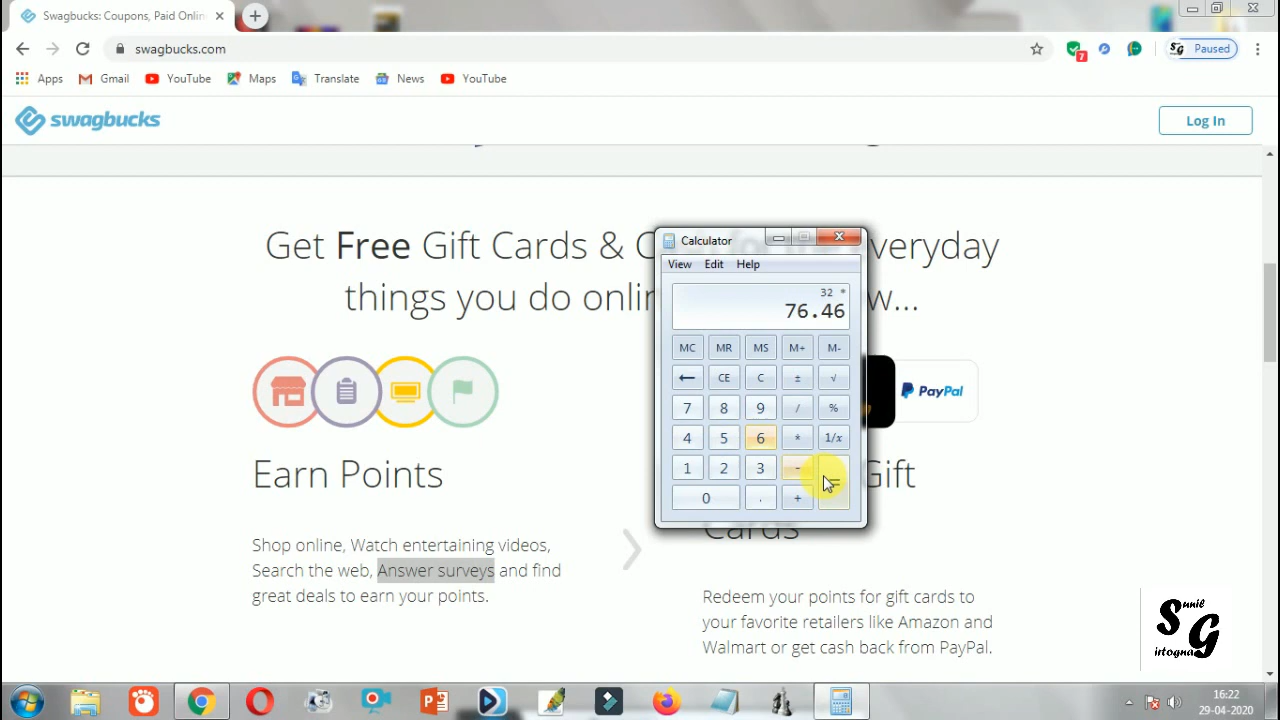 Swagbucks: Coupons, Paid Onlin
swagbucks.com
7
SG
Paused
Apps
Gmail
YouTube
Maps
Translate
News
YouTube
swagbucks
Log In
Get Free Gift Cards & C everyday
things you do onlin w...
Calculator
View Edit Help
32 *
76.46
MC MR MS M+ M-
← CE C ± √
7 8 9 / %
4 5 6 * 1/x
1 2 3 - =
0 . +
PayPal
Earn Points
Gift
Cards
Shop online, Watch entertaining videos,
Search the web, Answer surveys and find
great deals to earn your points.
Redeem your points for gift cards to
your favorite retailers like Amazon and
Walmart or get cash back from PayPal.
Sunil
Girtogna
16:22
29-04-2020